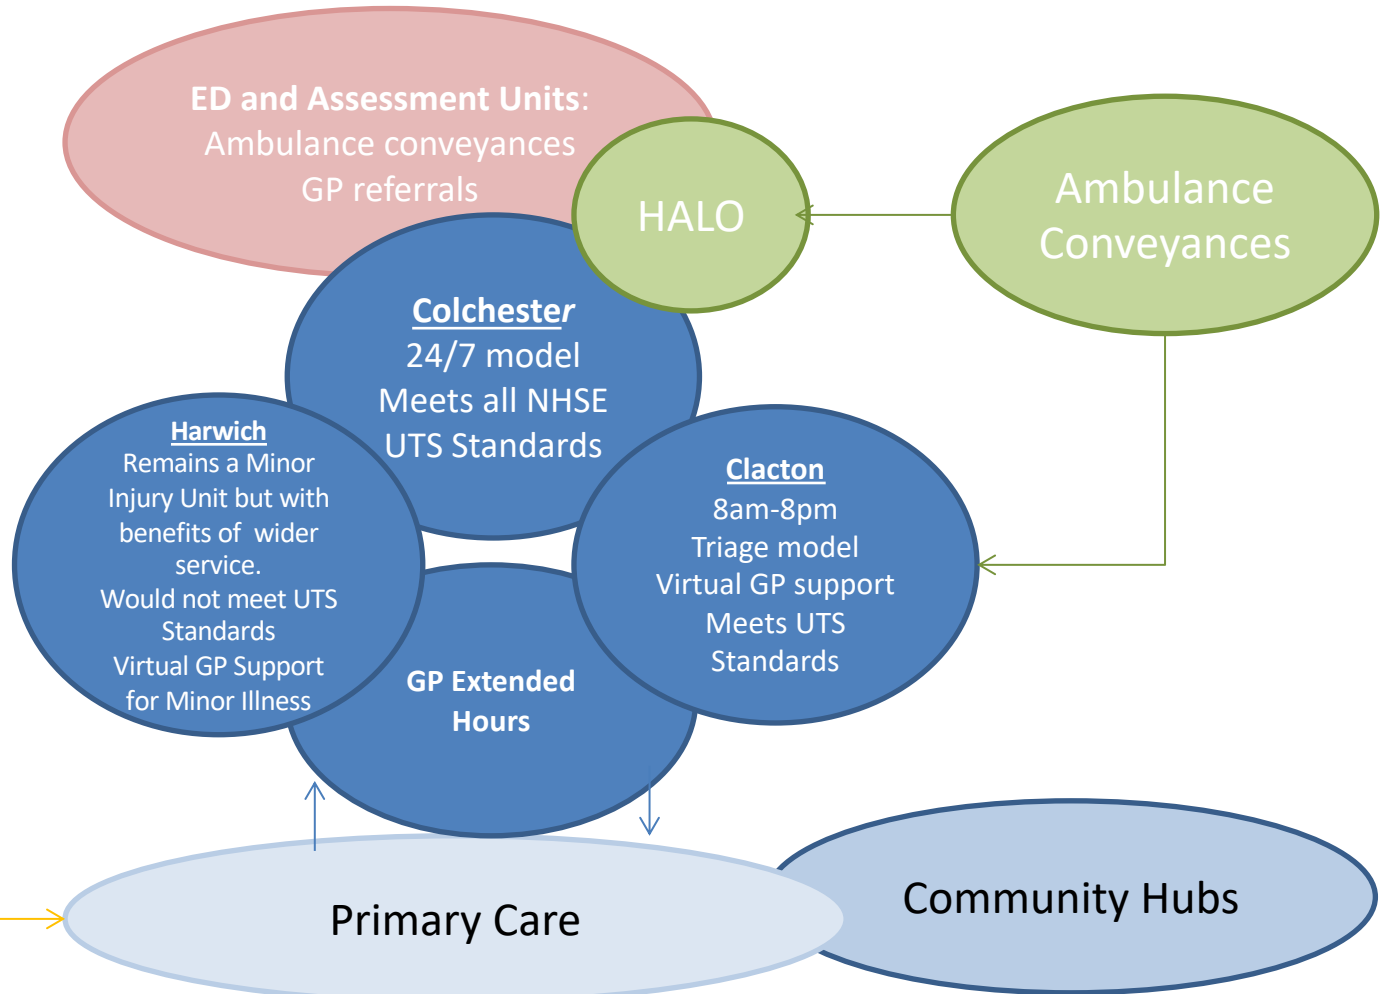 ED and Assessment Units:
Ambulance conveyances
GP referrals
HALO
Ambulance
Conveyances
Colchester
24/7 model
Meets all NHSE
UTS Standards
Harwich
Remains a Minor
Injury Unit but with
benefits of wider
service.
Would not meet UTS
Standards
Virtual GP Support
for Minor Illness
Clacton
8am-8pm
Triage model
Virtual GP support
Meets UTS
Standards
GP Extended
Hours
Primary Care
Community Hubs